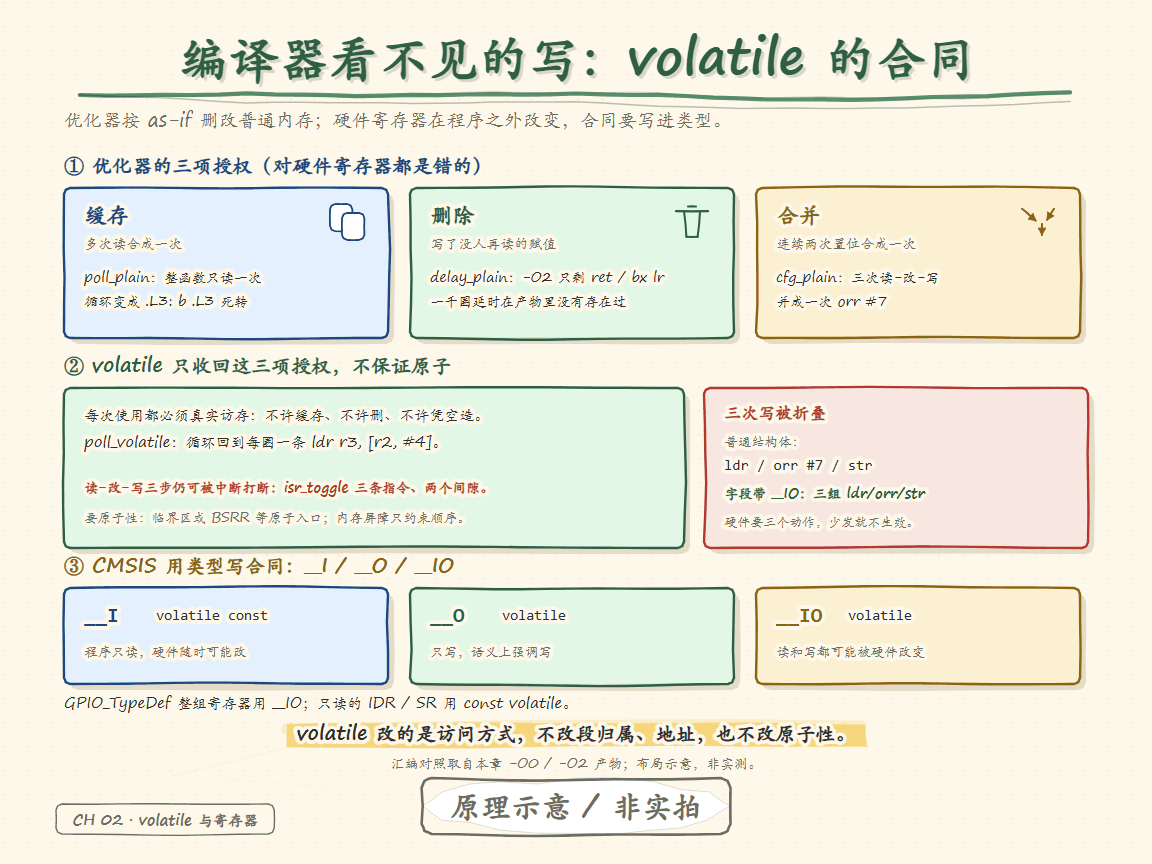 编译器看不见的写：volatile 的合同
优化器按 as-if 删改普通内存；硬件寄存器在程序之外改变，合同要写进类型。
① 优化器的三项授权（对硬件寄存器都是错的）
缓存
多次读合成一次
poll_plain：整函数只读一次
循环变成 .L3: b .L3 死转
删除
写了没人再读的赋值
delay_plain：-O2 只剩 ret / bx lr
一千圈延时在产物里没有存在过
合并
连续两次置位合成一次
cfg_plain：三次读-改-写
并成一次 orr #7
② volatile 只收回这三项授权，不保证原子
每次使用都必须真实访存：不许缓存、不许删、不许凭空造。
poll_volatile：循环回到每圈一条 ldr r3, [r2, #4]。
读-改-写三步仍可被中断打断：isr_toggle 三条指令、两个间隙。
要原子性：临界区或 BSRR 等原子入口；内存屏障只约束顺序。
三次写被折叠
普通结构体：
ldr / orr #7 / str
字段带 __IO：三组 ldr/orr/str
硬件要三个动作，少发就不生效。
③ CMSIS 用类型写合同：__I / __O / __IO
__I volatile const
程序只读，硬件随时可能改
__O volatile
只写，语义上强调写
__IO volatile
读和写都可能被硬件改变
GPIO_TypeDef 整组寄存器用 __IO；只读的 IDR / SR 用 const volatile。
volatile 改的是访问方式，不改段归属、地址，也不改原子性。
汇编对照取自本章 -O0 / -O2 产物；布局示意，非实测。
原理示意 / 非实拍
CH 02 · volatile 与寄存器